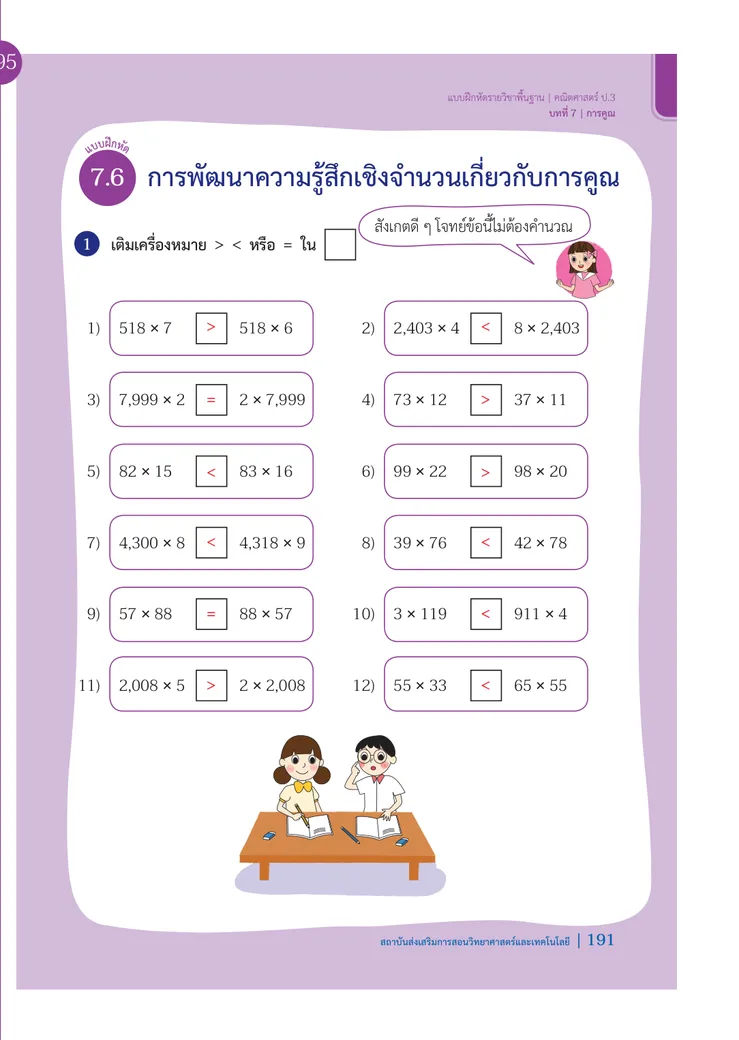 95
แบบฝึกหัดรายวิชาพื้นฐาน | คณิตศาสตร์ ป.3
บทที่ 7 | การคูณ
แบบฝึกหัด
7.6 การพัฒนาความรู้สึกเชิงจำนวนเกี่ยวกับการคูณ
สังเกตดี ๆ โจทย์ข้อนี้ไม่ต้องคำนวณ
1 เติมเครื่องหมาย > < หรือ = ใน
1) 518 × 7 > 518 × 6 2) 2,403 × 4 < 8 × 2,403
3) 7,999 × 2 = 2 × 7,999 4) 73 × 12 > 37 × 11
5) 82 × 15 < 83 × 16 6) 99 × 22 > 98 × 20
7) 4,300 × 8 < 4,318 × 9 8) 39 × 76 < 42 × 78
9) 57 × 88 = 88 × 57 10) 3 × 119 < 911 × 4
11) 2,008 × 5 > 2 × 2,008 12) 55 × 33 < 65 × 55
สถาบันส่งเสริมการสอนวิทยาศาสตร์และเทคโนโลยี | 191